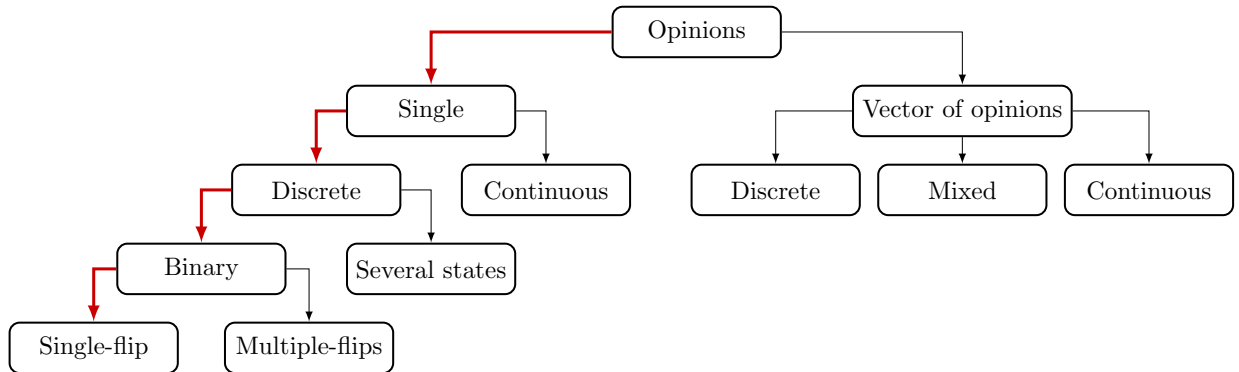 Opinions
Single
Vector of opinions
Discrete
Continuous
Discrete
Mixed
Continuous
Binary
Several states
Single-flip
Multiple-flips